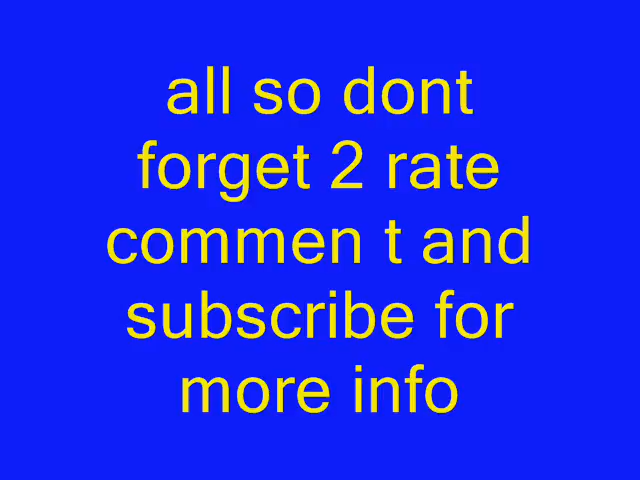 all so dont
forget 2 rate
commen t and
subscribe for
more info